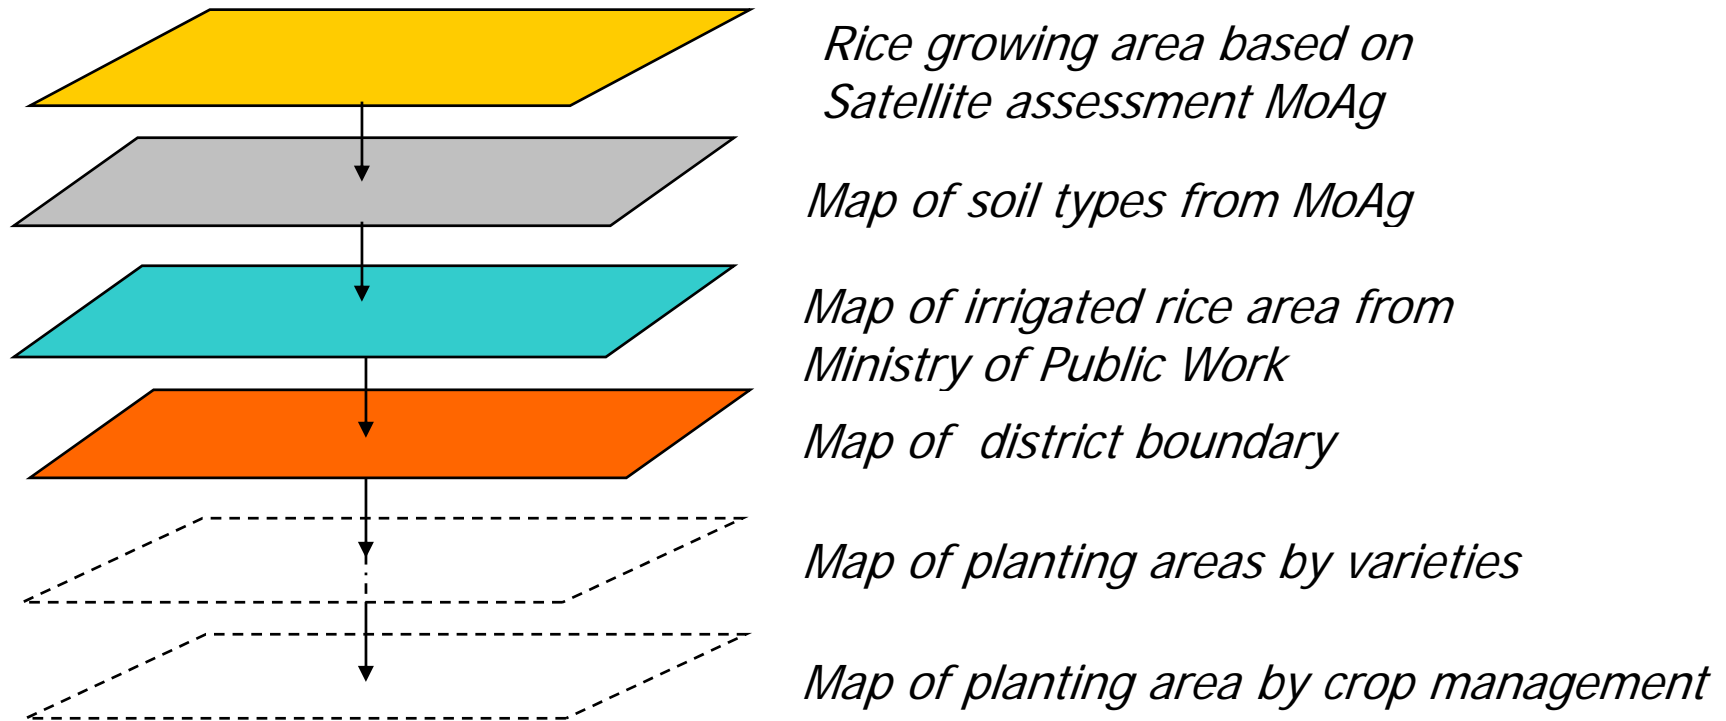 Rice growing area based on
Satellite assessment MoAg
Map of soil types from MoAg
Map of irrigated rice area from
Ministry of Public Work
Map of  district boundary
Map of planting areas by varieties
Map of planting area by crop management